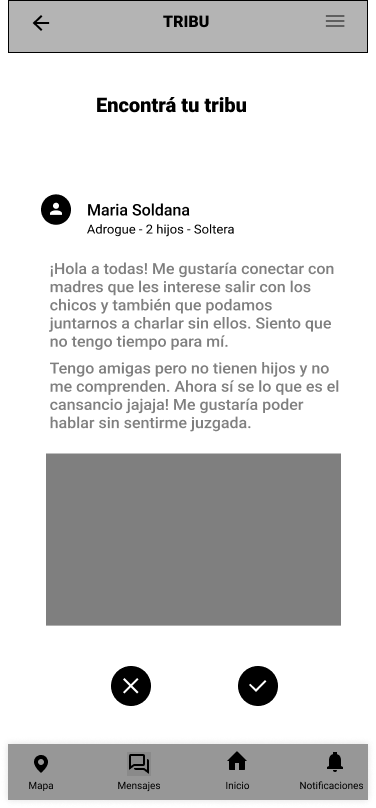 TRIBU
Encontrá tu tribu
Maria Soldana
Adrogue - 2 hijos - Soltera
¡Hola a todas! Me gustaría conectar con
madres que les interese salir con los
chicos y también que podamos
juntarnos a charlar sin ellos. Siento que
no tengo tiempo para mí.
Tengo amigas pero no tienen hijos y no
me comprenden. Ahora sí se lo que es el
cansancio jajaja! Me gustaría poder
hablar sin sentirme juzgada.
Mapa Mensajes Inicio Notificaciones